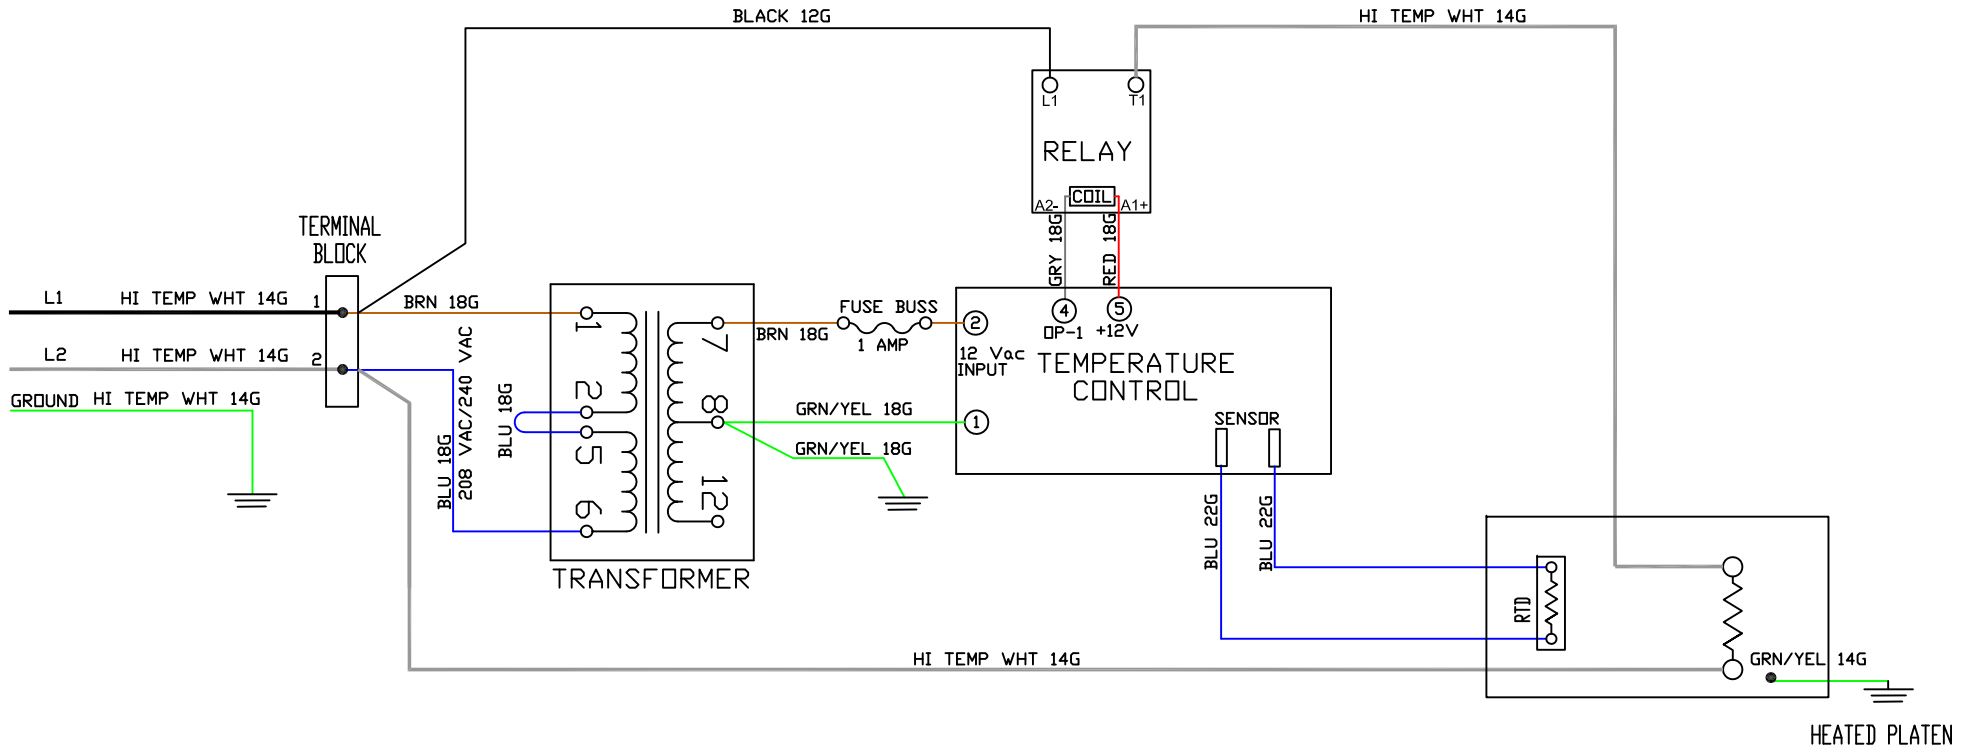 BLACK 12G
HI TEMP WHT 14G
L1
T1
RELAY
COIL
A2-
A1+
GRY 18G
RED 18G
TERMINAL
BLOCK
L1
HI TEMP WHT 14G
1
BRN 18G
L2
HI TEMP WHT 14G
2
GROUND
HI TEMP WHT 14G
BLU 18G
208 VAC/240 VAC
BLU 18G
1
2
5
6
7
8
12
TRANSFORMER
BRN 18G
FUSE BUSS
1 AMP
GRN/YEL 18G
GRN/YEL 18G
2
12 Vac
INPUT
1
4
OP-1
5
+12V
TEMPERATURE
CONTROL
SENSOR
BLU 22G
BLU 22G
RTD
HI TEMP WHT 14G
GRN/YEL 14G
HEATED PLATEN